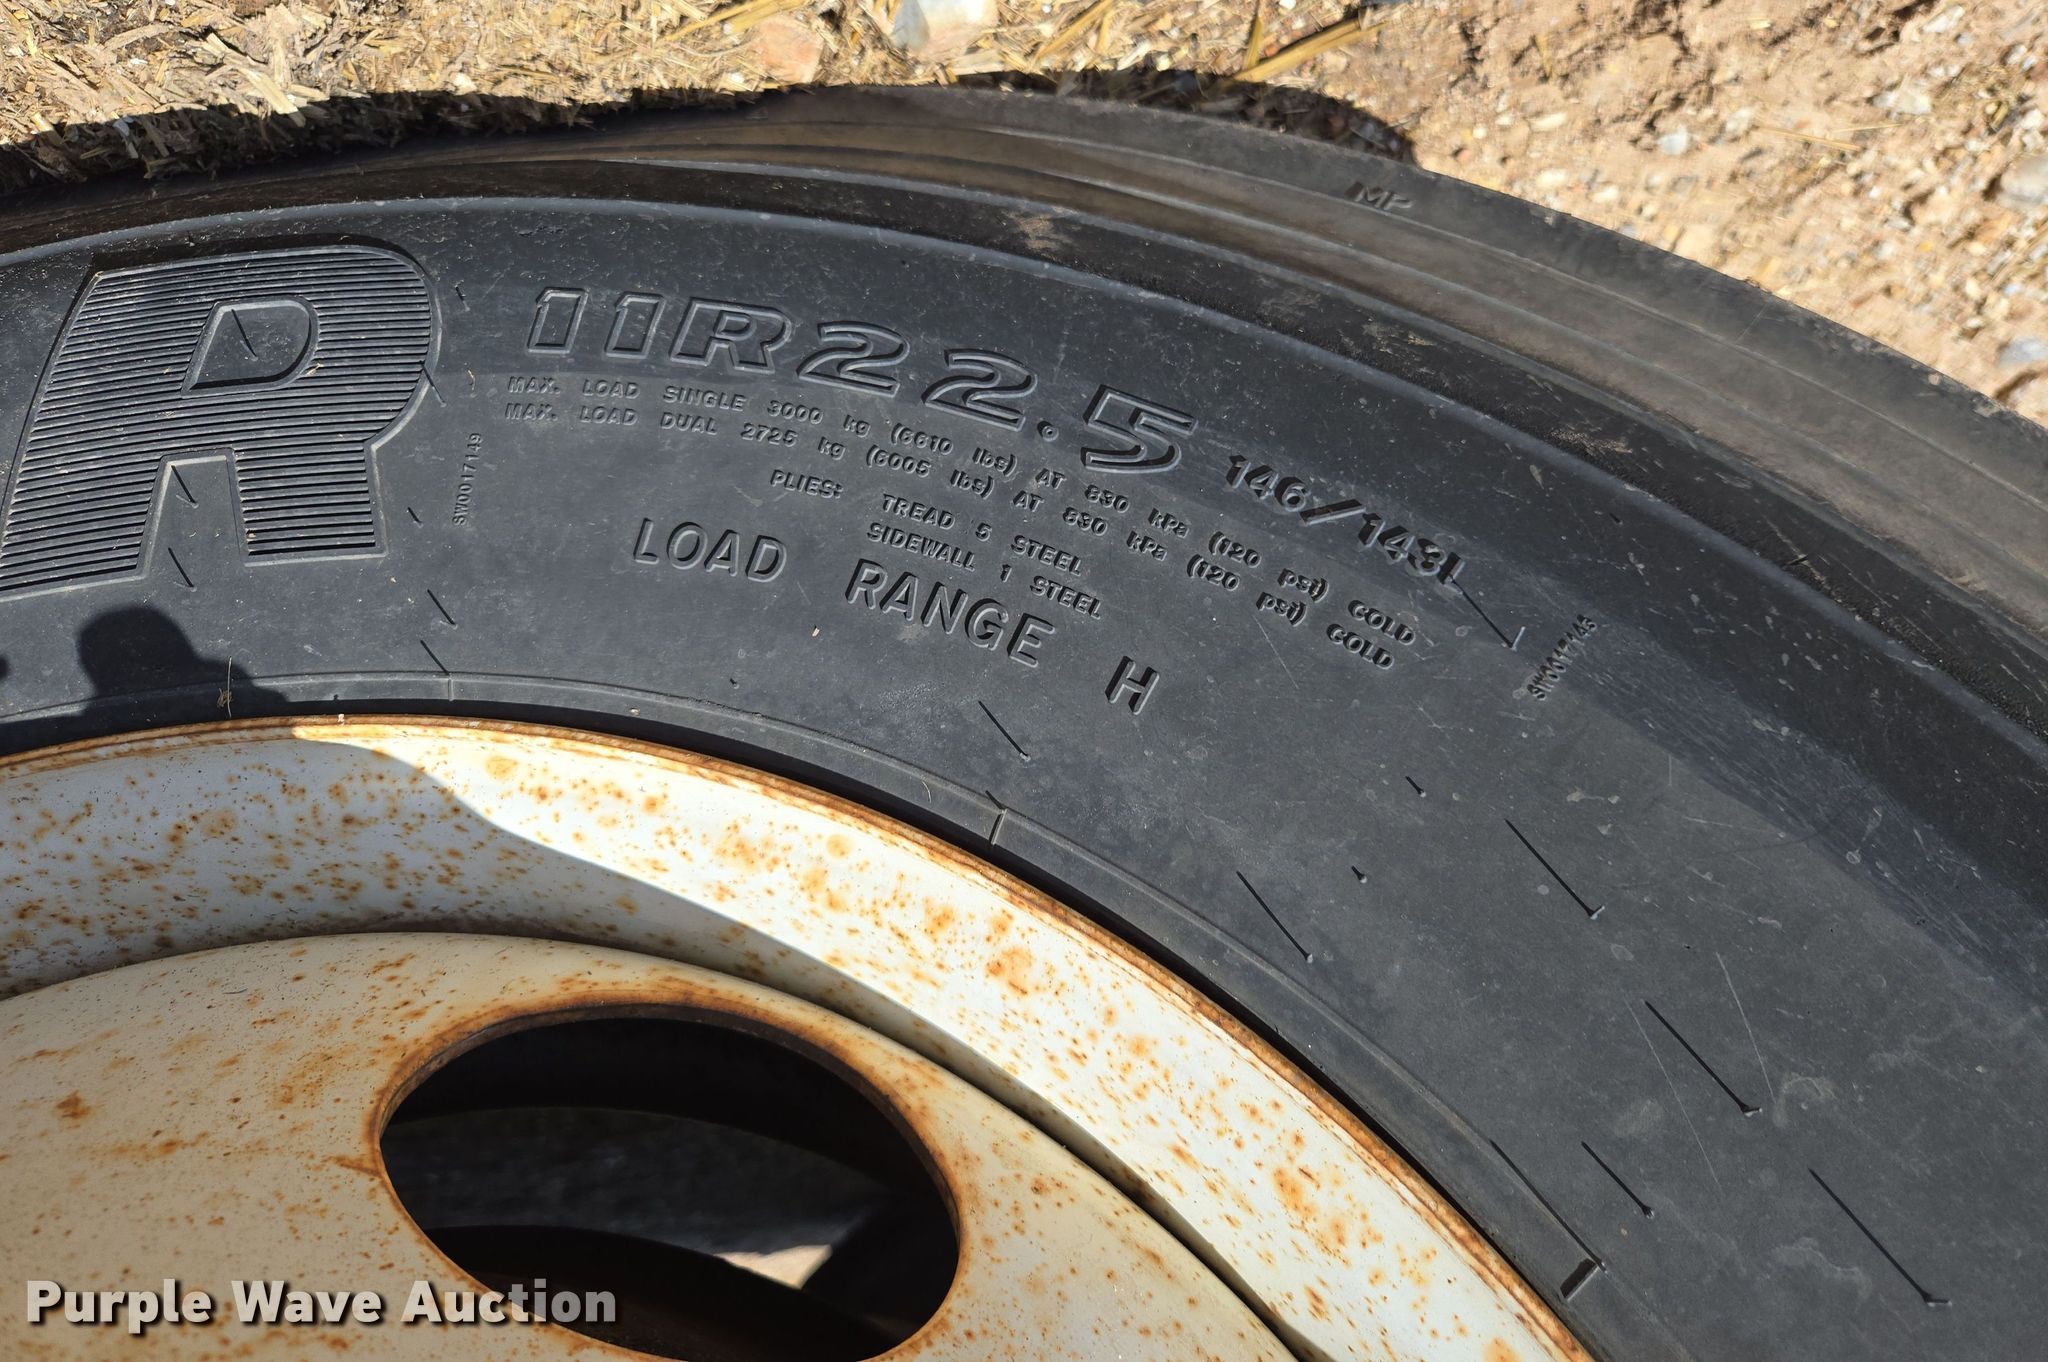 R
11R22.5 146/143L
MAX. LOAD SINGLE 3000 kg (6610 lbs) AT 830 kPa (120 psi) COLD
MAX. LOAD DUAL 2725 kg (6005 lbs) AT 830 kPa (120 psi) COLD
PLIES: TREAD 5 STEEL
SIDEWALL 1 STEEL
LOAD RANGE H
SW0017149
Purple Wave Auction